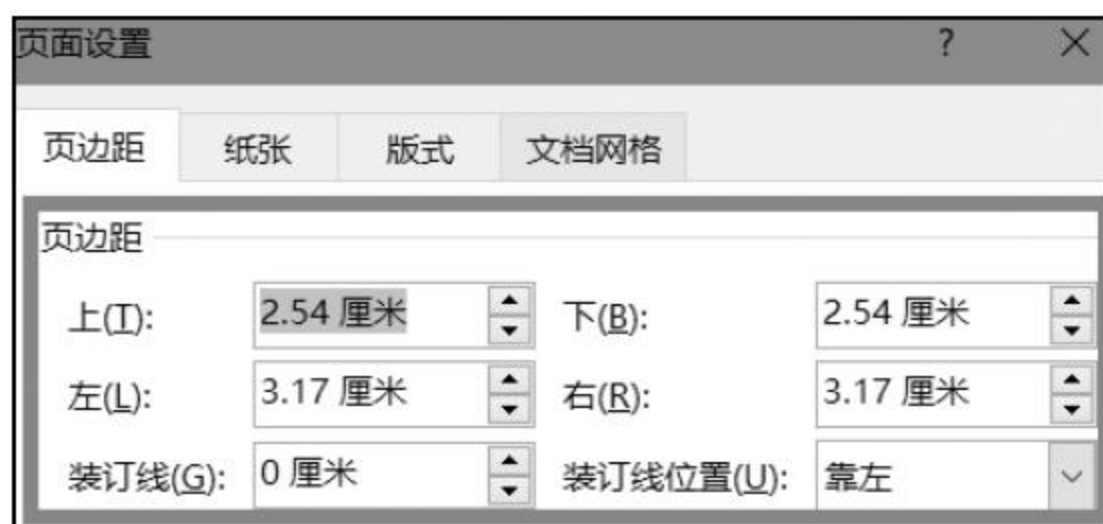 页面设置 ? ×
页边距 纸张 版式 文档网格
页边距
上(T): 2.54 厘米 下(B): 2.54 厘米
左(L): 3.17 厘米 右(R): 3.17 厘米
装订线(G): 0 厘米 装订线位置(U): 靠左